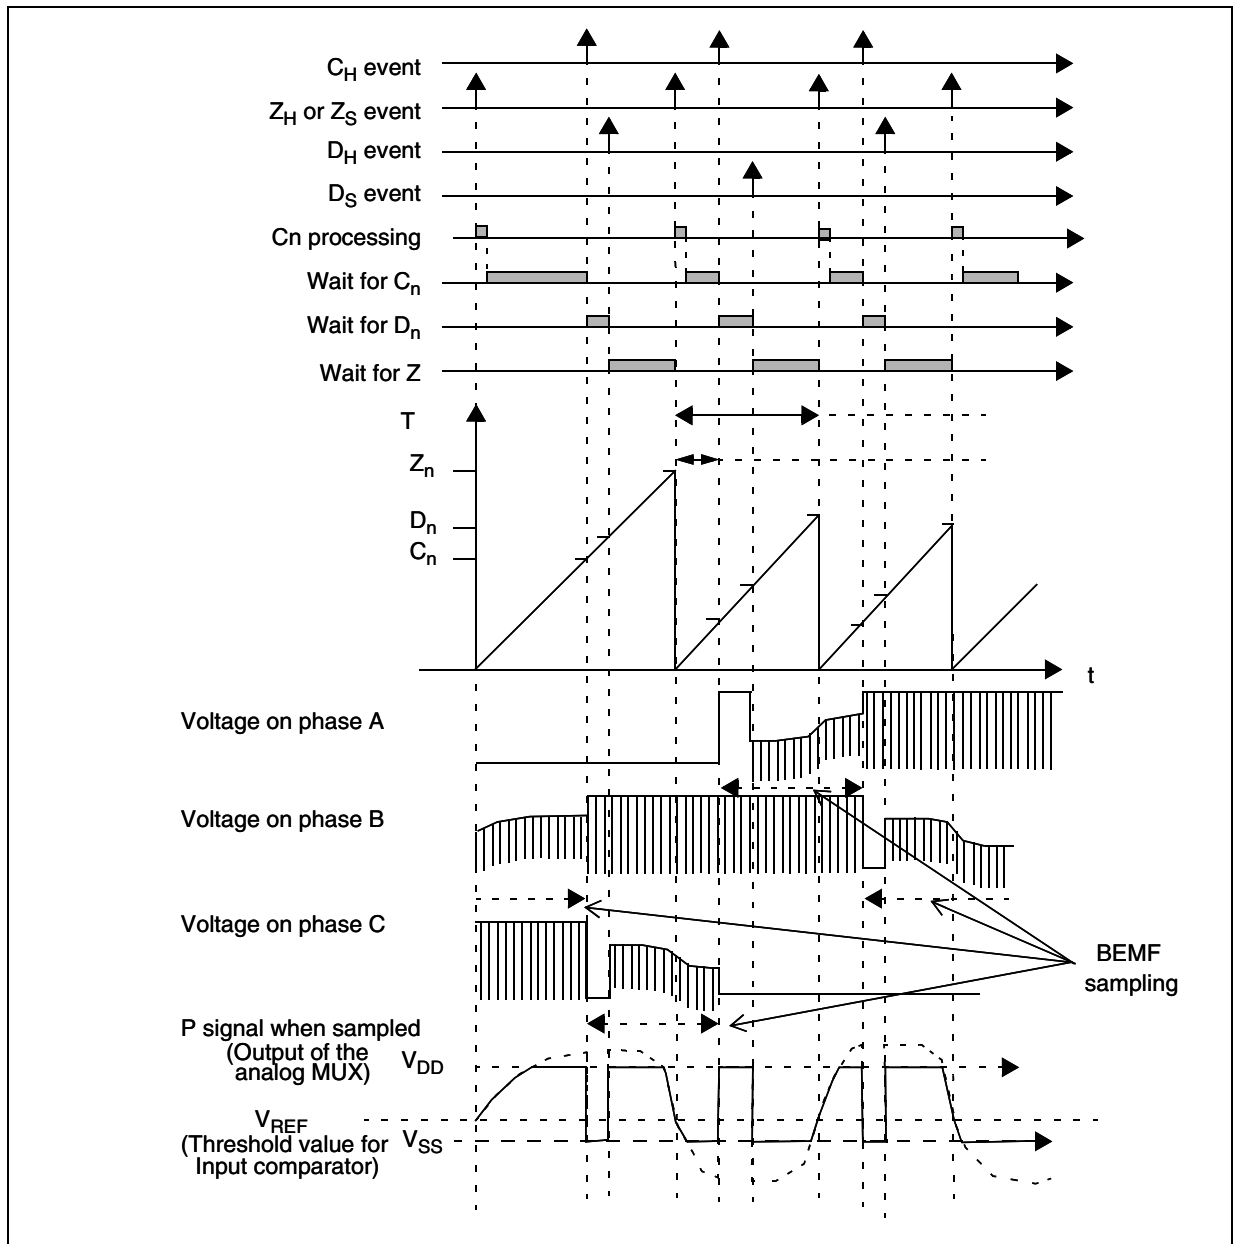 C_H event
Z_H or Z_S event
D_H event
D_S event
Cn processing
Wait for C_n
Wait for D_n
Wait for Z
T
Z_n
D_n
C_n
t
Voltage on phase A
Voltage on phase B
Voltage on phase C
BEMF
sampling
P signal when sampled
(Output of the
analog MUX)
V_DD
V_REF
(Threshold value for
Input comparator)
V_SS